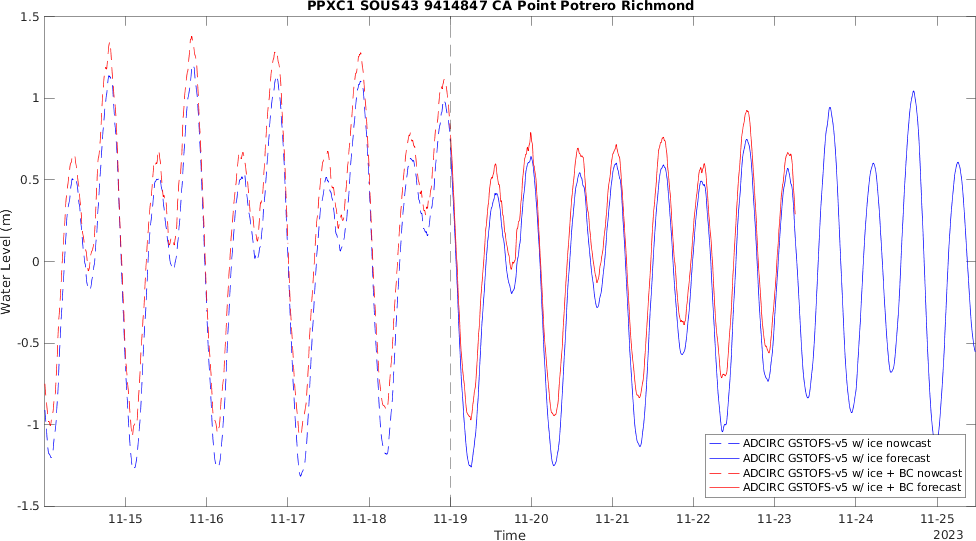 PPXC1 SOUS43 9414847 CA Point Potrero Richmond
1.5
1
0.5
0
-0.5
-1
-1.5
Water Level (m)
11-15 11-16 11-17 11-18 11-19 11-20 11-21 11-22 11-23 11-24 11-25
Time
2023
ADCIRC GSTOFS-v5 w/ ice nowcast
ADCIRC GSTOFS-v5 w/ ice forecast
ADCIRC GSTOFS-v5 w/ ice + BC nowcast
ADCIRC GSTOFS-v5 w/ ice + BC forecast